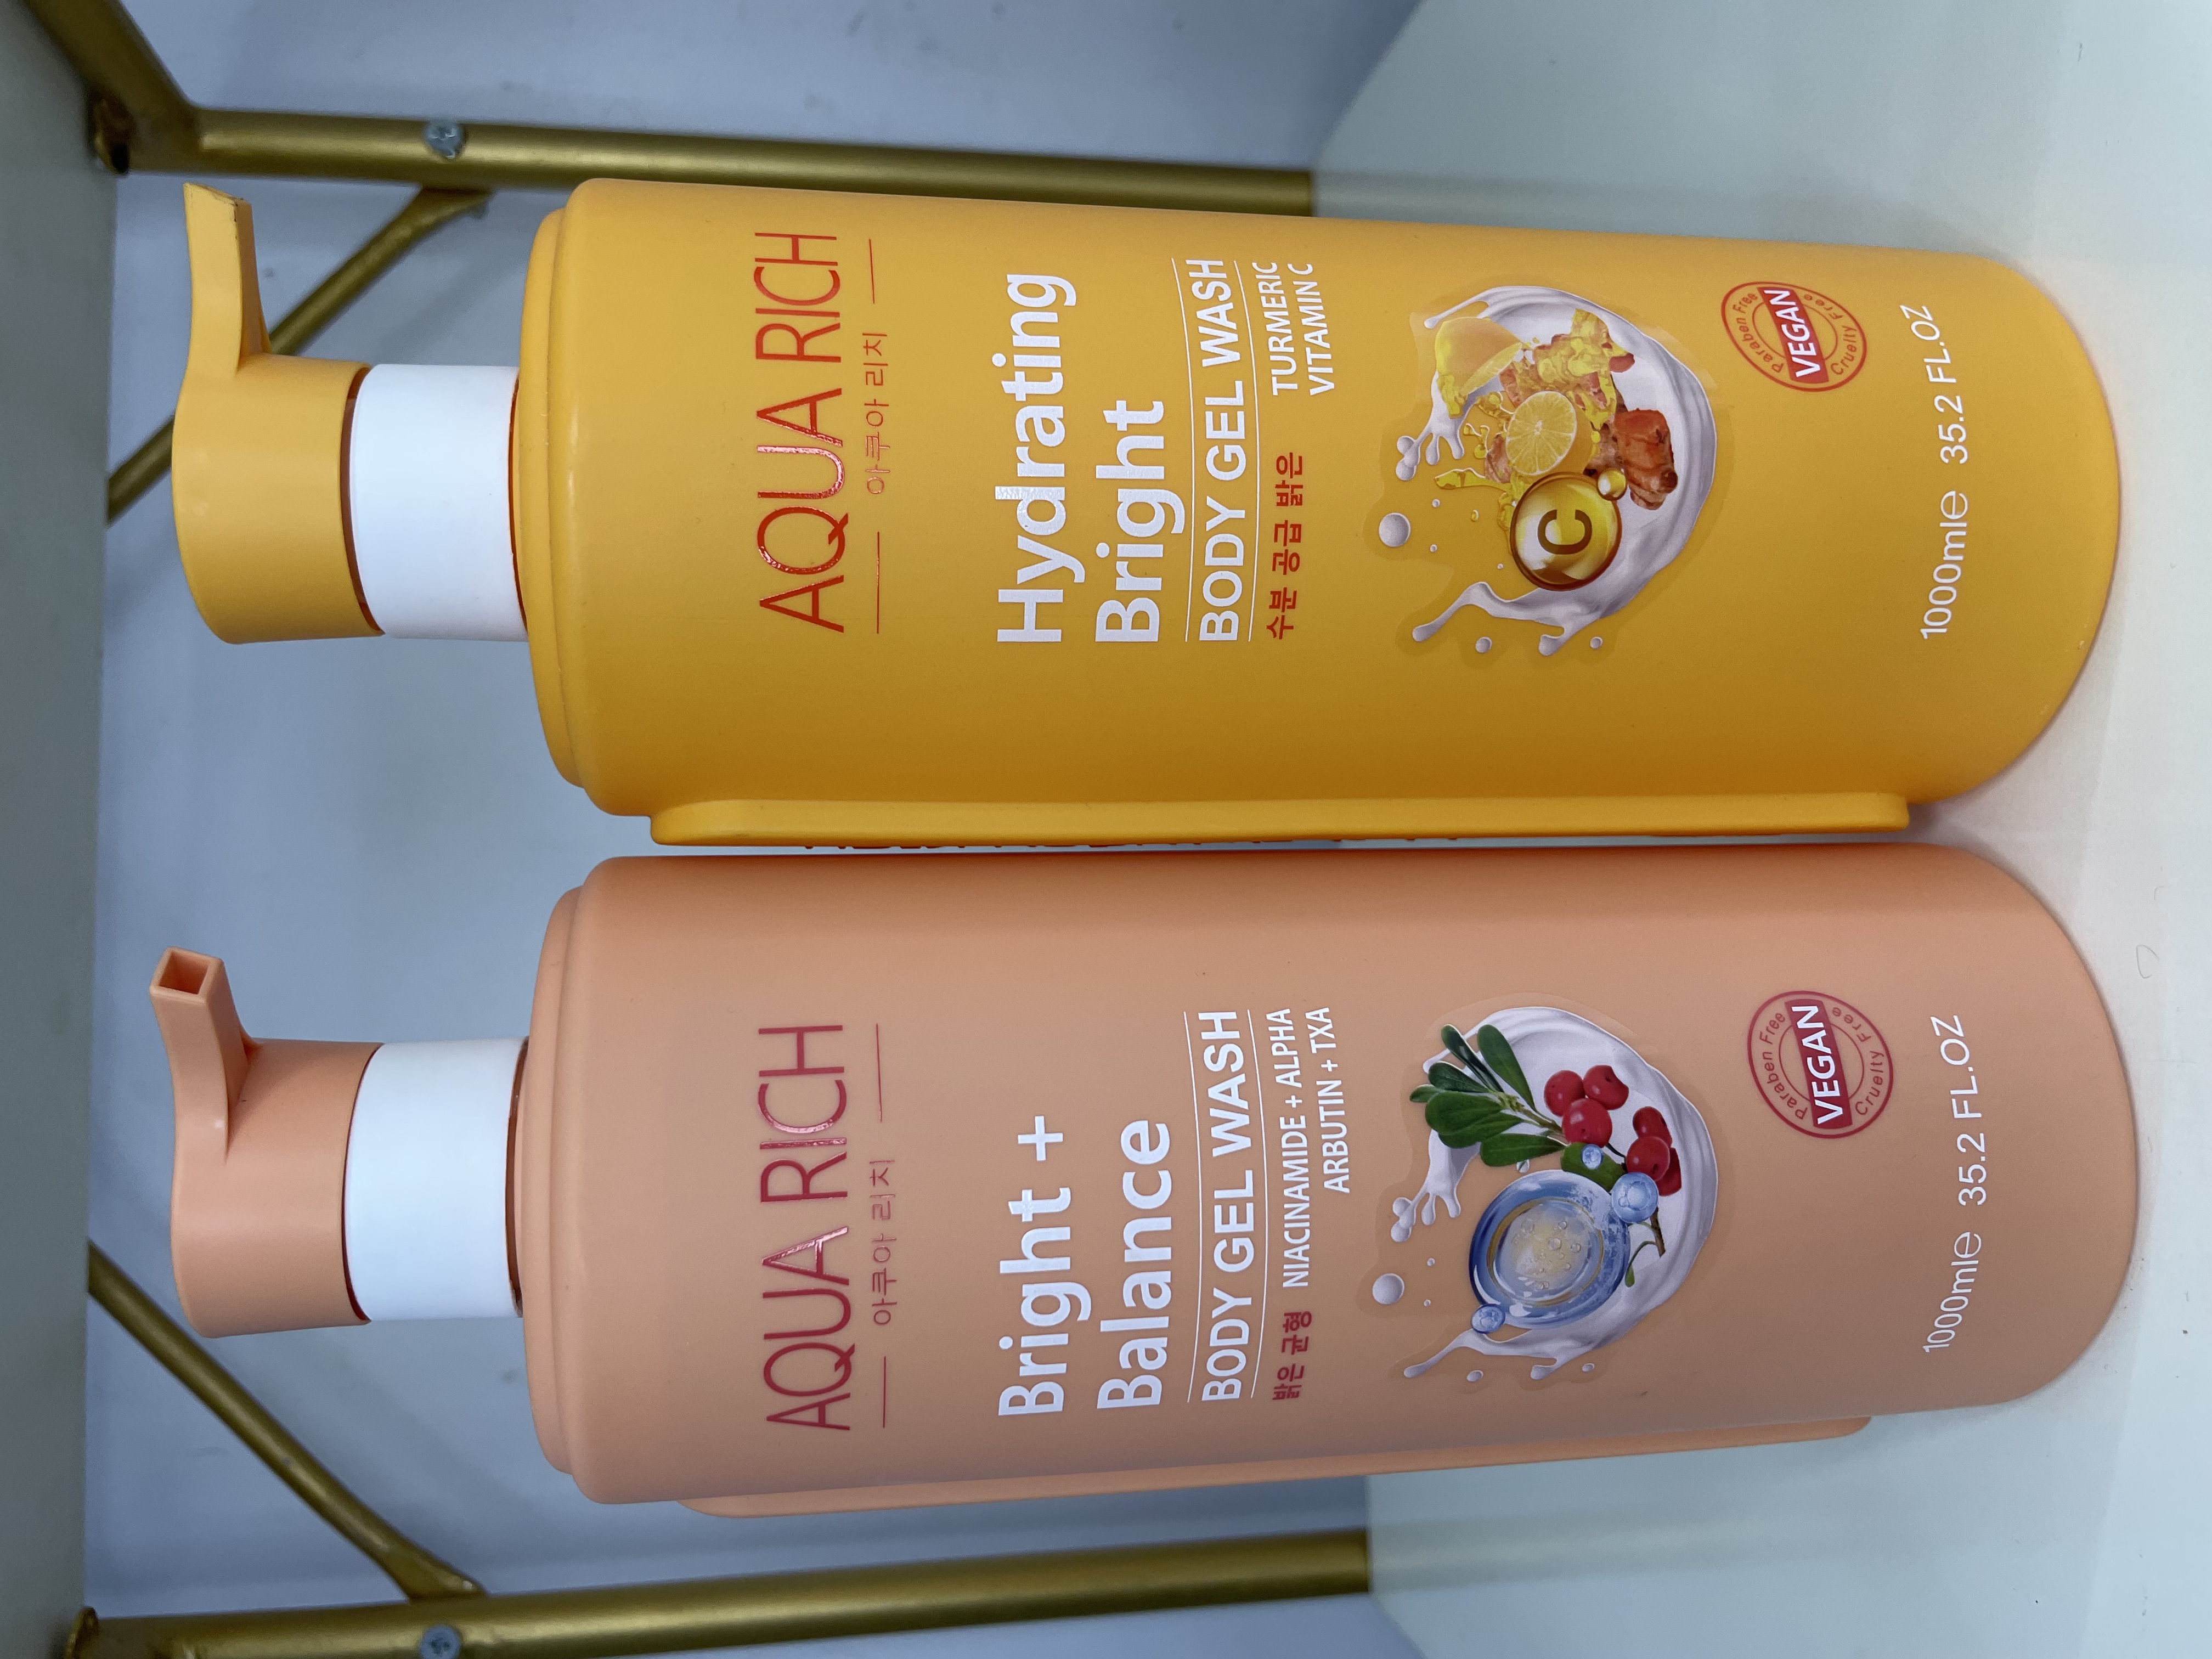 AQUA RICH
아쿠아 리치
Bright +
Balance
BODY GEL WASH
밝은 균형 NIACINAMIDE + ALPHA
ARBUTIN + TXA
Paraben Free
VEGAN
Cruelty Free
1000ml℮ 35.2 FL.OZ
AQUA RICH
아쿠아 리치
Hydrating
Bright
BODY GEL WASH
수분 공급 밝은 TURMERIC
VITAMIN C
C
Paraben Free
VEGAN
Cruelty Free
1000ml℮ 35.2 FL.OZ